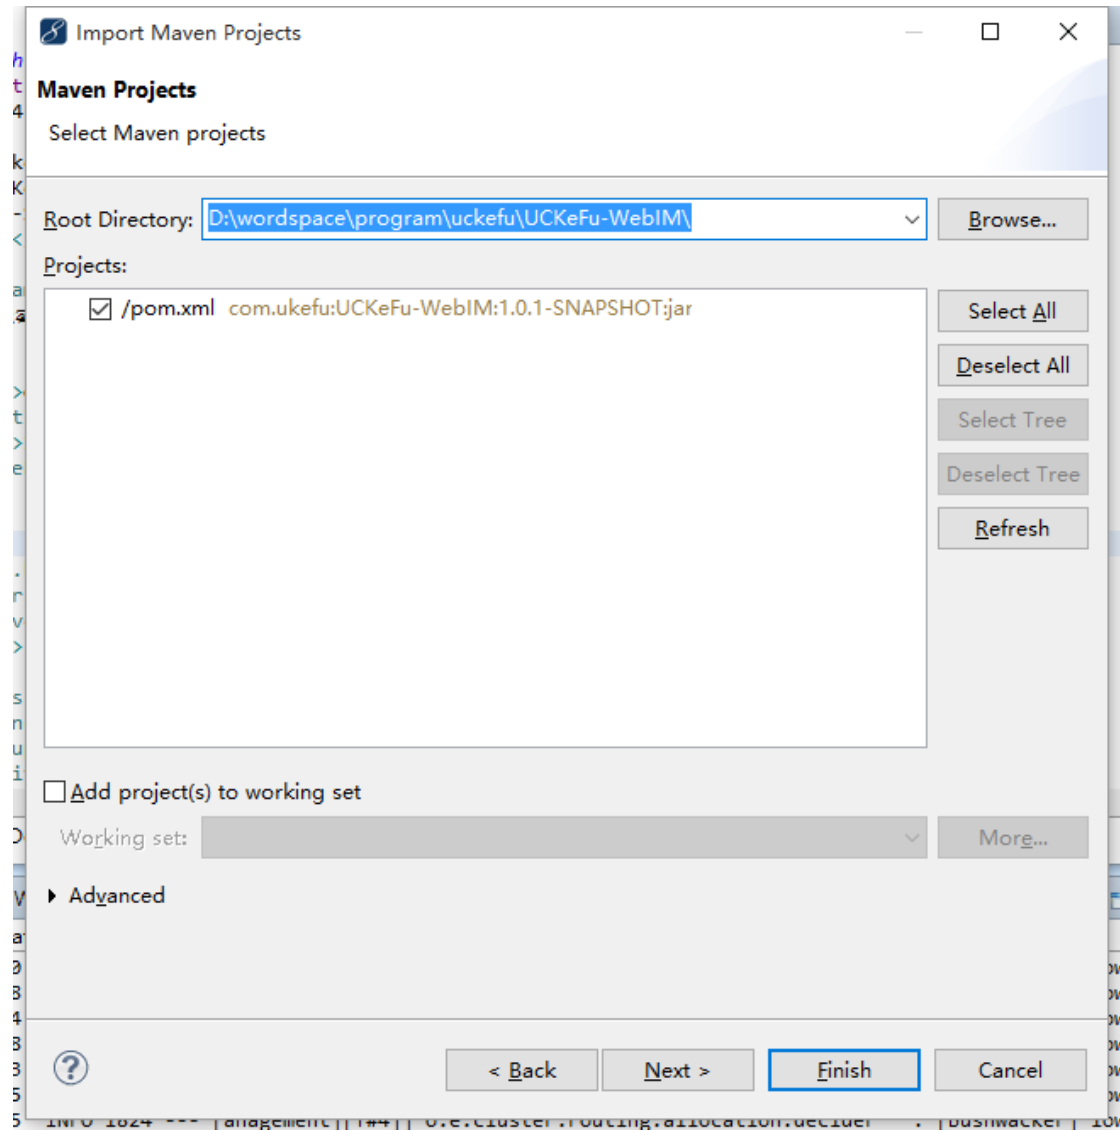 Import Maven Projects
Maven Projects
Select Maven projects
Root Directory: D:\wordspace\program\uckefu\UCKeFu-WebIM\ Browse...
Projects:
/pom.xml com.ukefu:UCKeFu-WebIM:1.0.1-SNAPSHOT:jar
Select All
Deselect All
Select Tree
Deselect Tree
Refresh
Add project(s) to working set
Working set: More...
Advanced
< Back Next > Finish Cancel